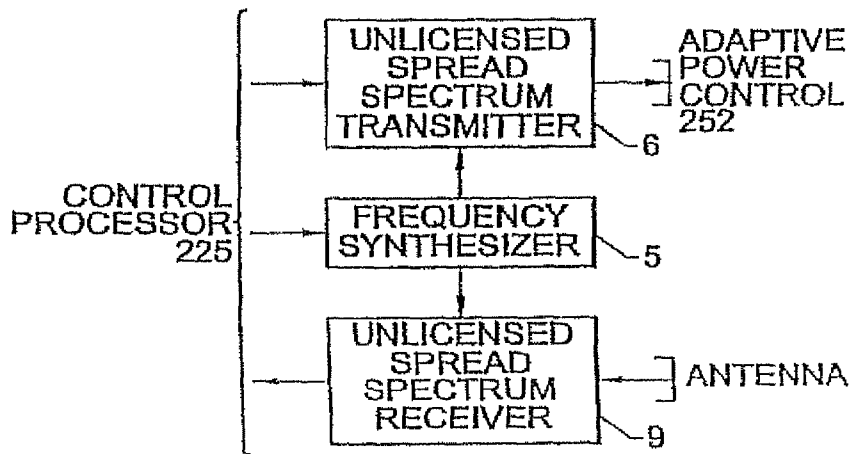 UNLICENSED
SPREAD
SPECTRUM
TRANSMITTER
6
ADAPTIVE
POWER
CONTROL
252
CONTROL
PROCESSOR
225
FREQUENCY
SYNTHESIZER
5
UNLICENSED
SPREAD
SPECTRUM
RECEIVER
9
ANTENNA